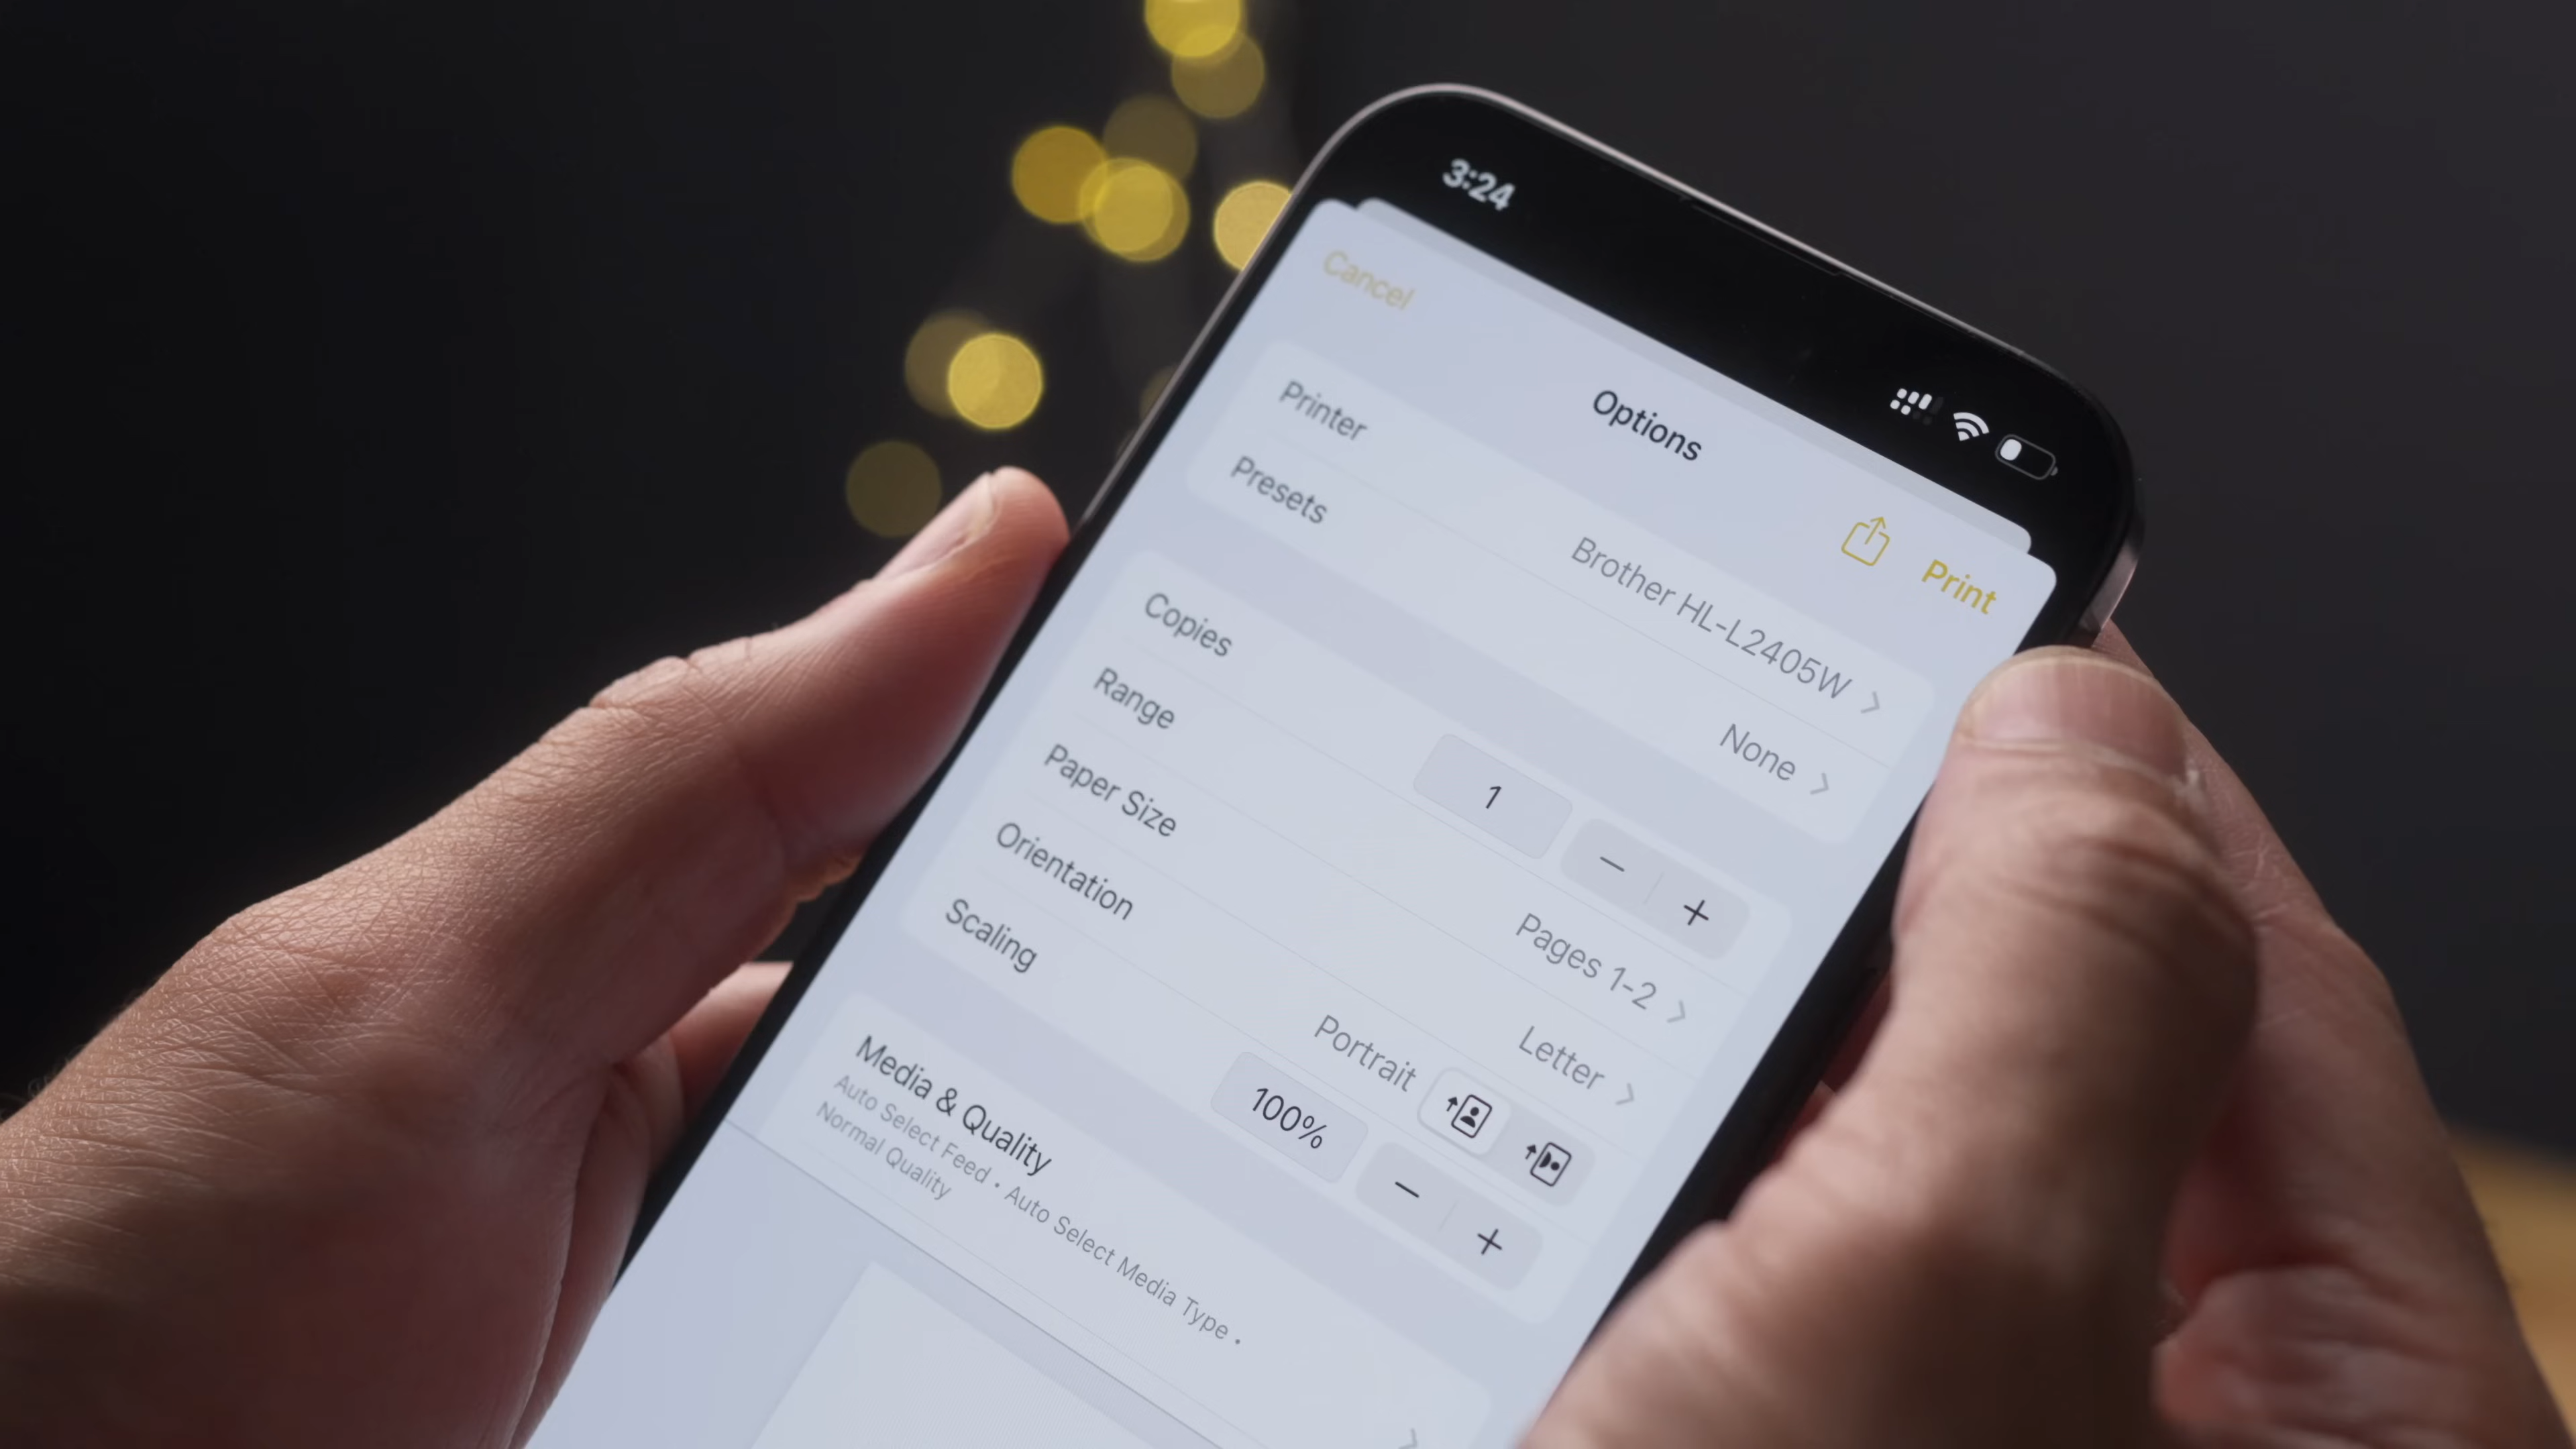 3:24
Cancel
Options
Print
Printer
Brother HL-L2405W
Presets
None
Copies
1
Range
Pages 1-2
Paper Size
Letter
Orientation
Portrait
Scaling
100%
Media & Quality
Auto Select Feed • Auto Select Media Type •
Normal Quality